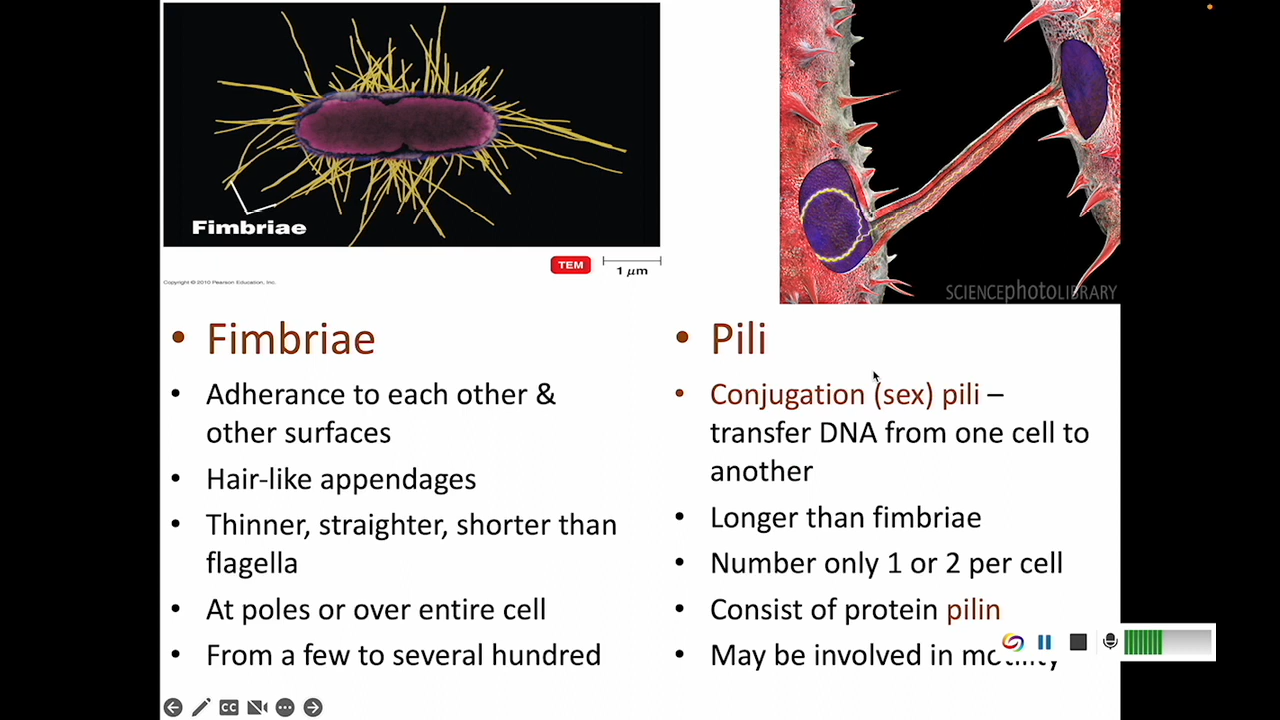 Fimbriae
TEM
1 μm
Copyright © 2010 Pearson Education, Inc.
SCIENCEphotoLIBRARY
• Fimbriae
• Adherance to each other &
other surfaces
• Hair-like appendages
• Thinner, straighter, shorter than
flagella
• At poles or over entire cell
• From a few to several hundred
• Pili
• Conjugation (sex) pili –
transfer DNA from one cell to
another
• Longer than fimbriae
• Number only 1 or 2 per cell
• Consist of protein pilin
• May be involved in motility
CC